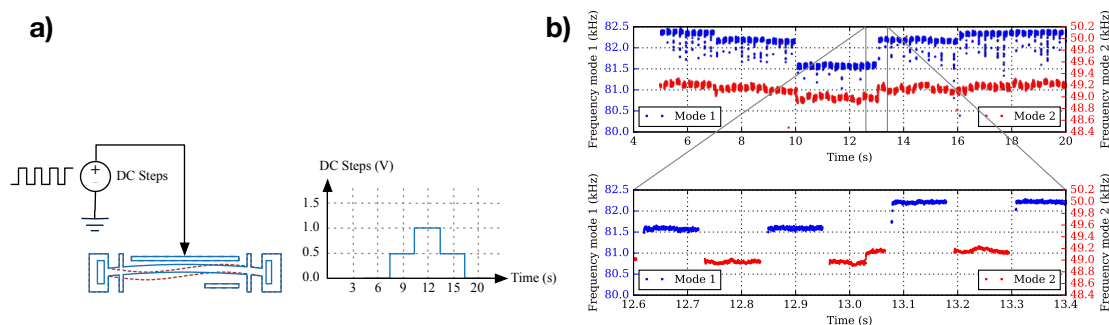 a)
DC Steps
DC Steps (V)
1.5
1.0
0.5
0.0
3 6 9 12 15 20
Time (s)
b)
Frequency mode 1 (kHz)
82.5
82.0
81.5
81.0
80.5
80.0
Mode 1
Mode 2
4 6 8 10 12 14 16 18 20
Time (s)
50.2
50.0
49.8
49.6
49.4
49.2
49.0
48.8
48.6
48.4
Frequency mode 2 (kHz)
Frequency mode 1 (kHz)
82.5
82.0
81.5
81.0
80.5
80.0
Mode 1
Mode 2
12.6 12.7 12.8 12.9 13.0 13.1 13.2 13.3 13.4
Time (s)
50.2
50.0
49.8
49.6
49.4
49.2
49.0
48.8
48.6
48.4
Frequency mode 2 (kHz)